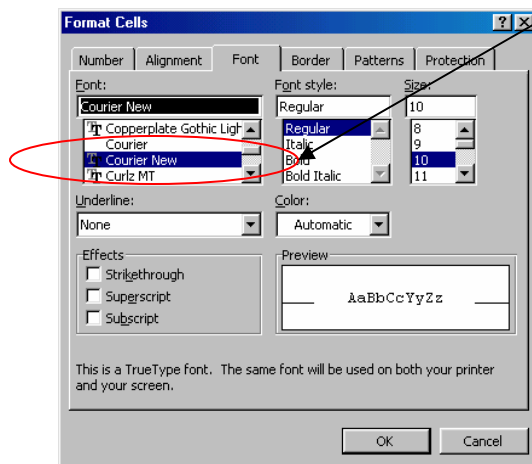 Format Cells
Number Alignment Font Border Patterns Protection
Font: Font style: Size:
Courier New Regular 10
Copperplate Gothic Ligh Regular 8
Courier Italic 9
Courier New Bold 10
Curlz MT Bold Italic 11
Underline: Color:
None Automatic
Effects Preview
Strikethrough
Superscript AaBbCcYyZz
Subscript
This is a TrueType font. The same font will be used on both your printer
and your screen.
OK Cancel